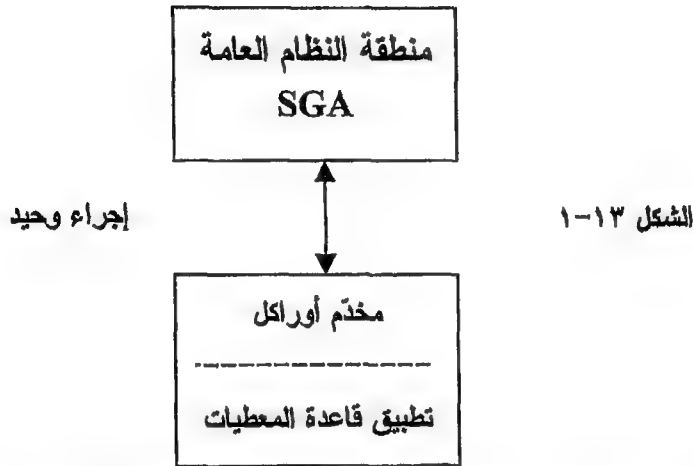 منطقة النظام العامة
SGA
الشكل ١٣-١
إجراء وحيد
مخدّم أوراكل
تطبيق قاعدة المعطيات